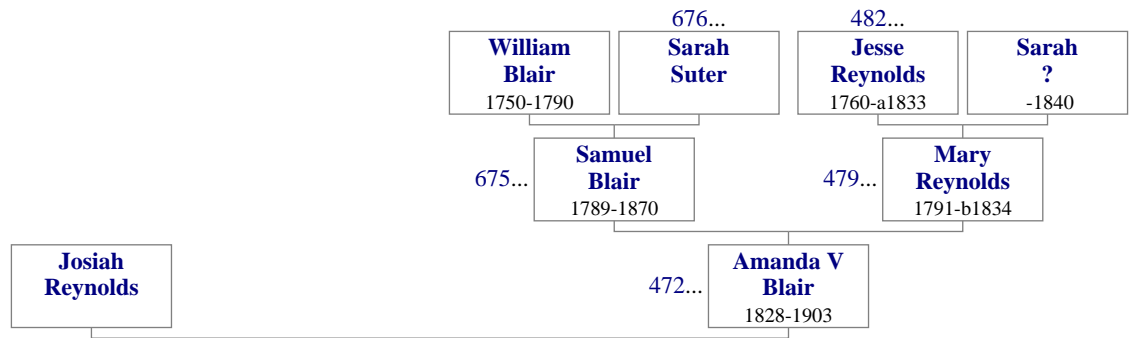 676...
482...
William
Blair
1750-1790
Sarah
Suter
Jesse
Reynolds
1760-a1833
Sarah
?
-1840
675...
Samuel
Blair
1789-1870
479...
Mary
Reynolds
1791-b1834
Josiah
Reynolds
472...
Amanda V
Blair
1828-1903